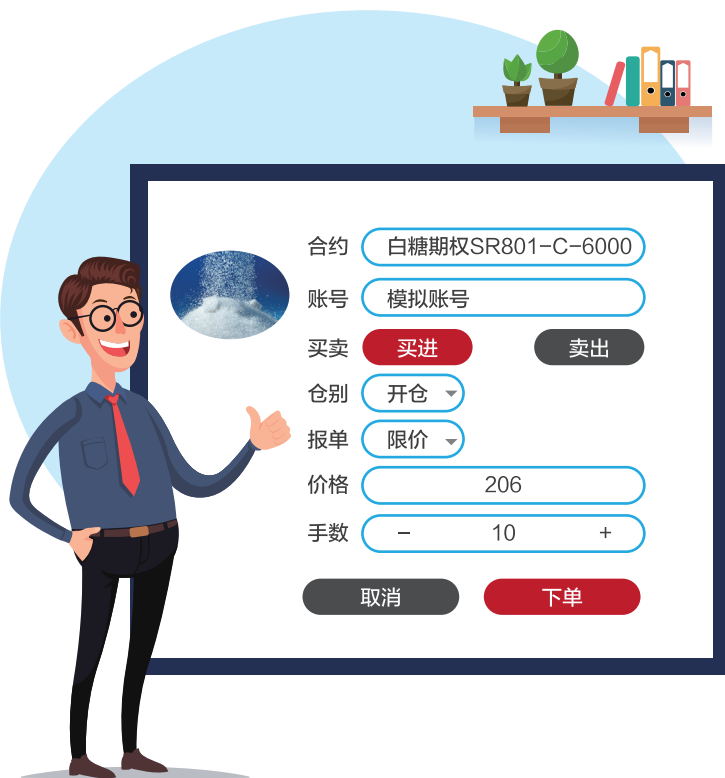 合约 白糖期权SR801-C-6000
账号 模拟账号
买卖 买进 卖出
仓别 开仓
报单 限价
价格 206
手数 - 10 +
取消 下单